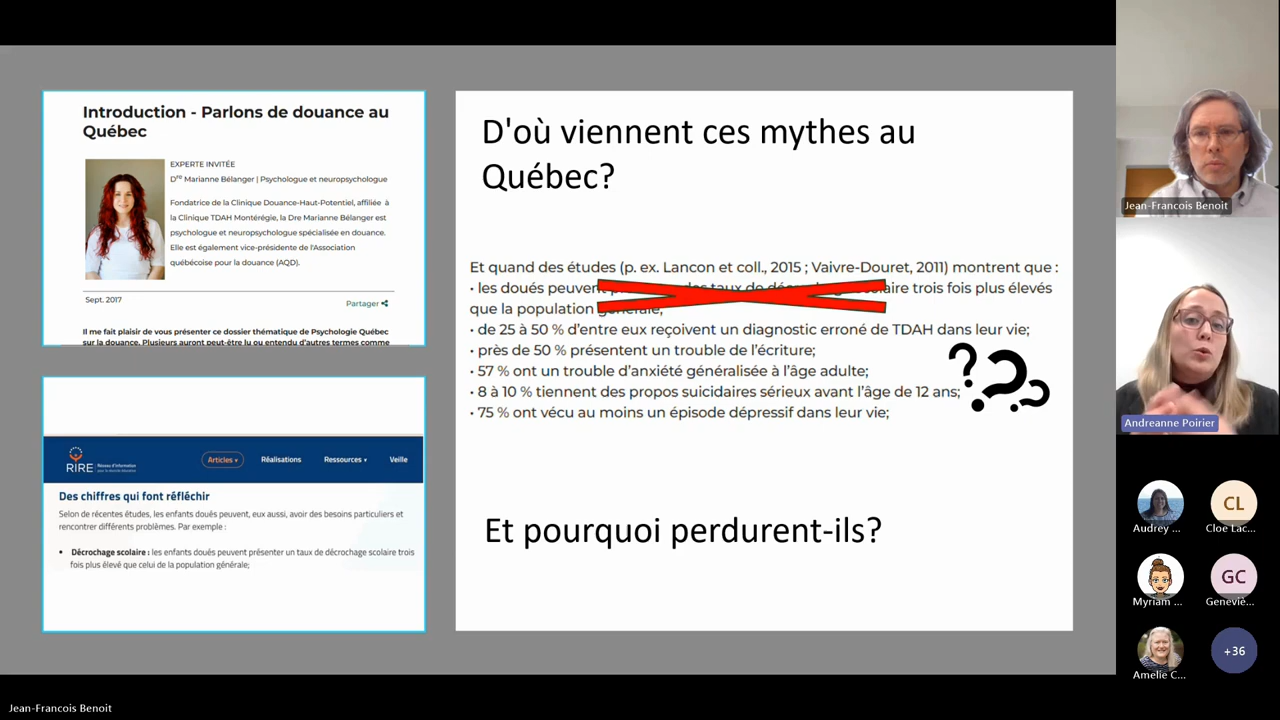 Introduction - Parlons de douance au
Québec
EXPERTE INVITÉE
Dre Marianne Bélanger | Psychologue et neuropsychologue
Fondatrice de la Clinique Douance-Haut-Potentiel, affiliée à
la Clinique TDAH Montérégie, la Dre Marianne Bélanger est
psychologue et neuropsychologue spécialisée en douance.
Elle est également vice-présidente de l'Association
québécoise pour la douance (AQD).
Sept. 2017
Partager
Il me fait plaisir de vous présenter ce dossier thématique de Psychologie Québec
sur la douance. Plusieurs auront peut-être lu ou entendu d'autres termes comme
RIRE
Articles
Réalisations
Ressources
Veille
Des chiffres qui font réfléchir
Selon de récentes études, les enfants doués peuvent, eux aussi, avoir des besoins particuliers et
rencontrer différents problèmes. Par exemple :
• Décrochage scolaire : les enfants doués peuvent présenter un taux de décrochage scolaire trois
fois plus élevé que celui de la population générale;
D'où viennent ces mythes au
Québec?
Et quand des études (p. ex. Lancon et coll., 2015 ; Vaivre-Douret, 2011) montrent que :
• les doués peuvent des taux de décrochage scolaire trois fois plus élevés
que la population générale;
• de 25 à 50 % d'entre eux reçoivent un diagnostic erroné de TDAH dans leur vie;
• près de 50 % présentent un trouble de l'écriture;
• 57 % ont un trouble d'anxiété généralisée à l'âge adulte;
• 8 à 10 % tiennent des propos suicidaires sérieux avant l'âge de 12 ans;
• 75 % ont vécu au moins un épisode dépressif dans leur vie;
???
Et pourquoi perdurent-ils?
Jean-Francois Benoit
Andreanne Poirier
CL
Audrey ...
Cloe Lac...
GC
Myriam ...
Geneviè...
+36
Amelie C...
Jean-Francois Benoit